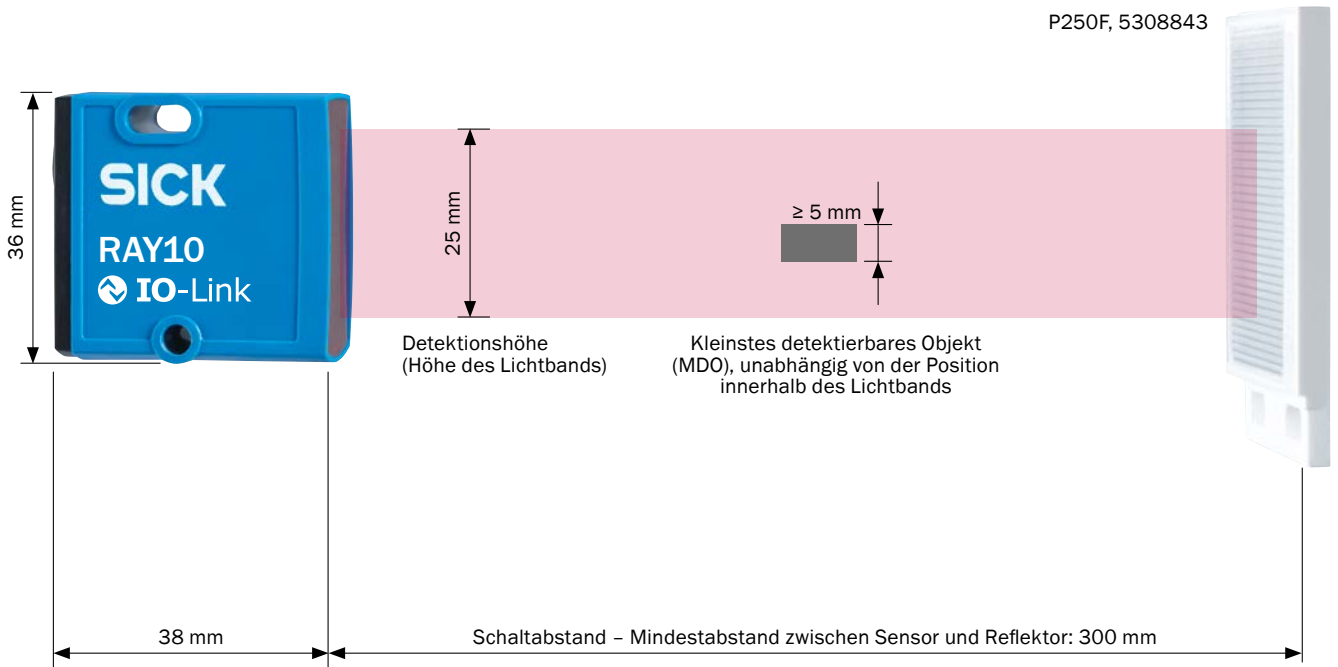 P250F, 5308843
SICK
RAY10
IO-Link
36 mm
25 mm
≥ 5 mm
Detektionshöhe
(Höhe des Lichtbands)
Kleinstes detektierbares Objekt
(MDO), unabhängig von der Position
innerhalb des Lichtbands
38 mm
Schaltabstand – Mindestabstand zwischen Sensor und Reflektor: 300 mm